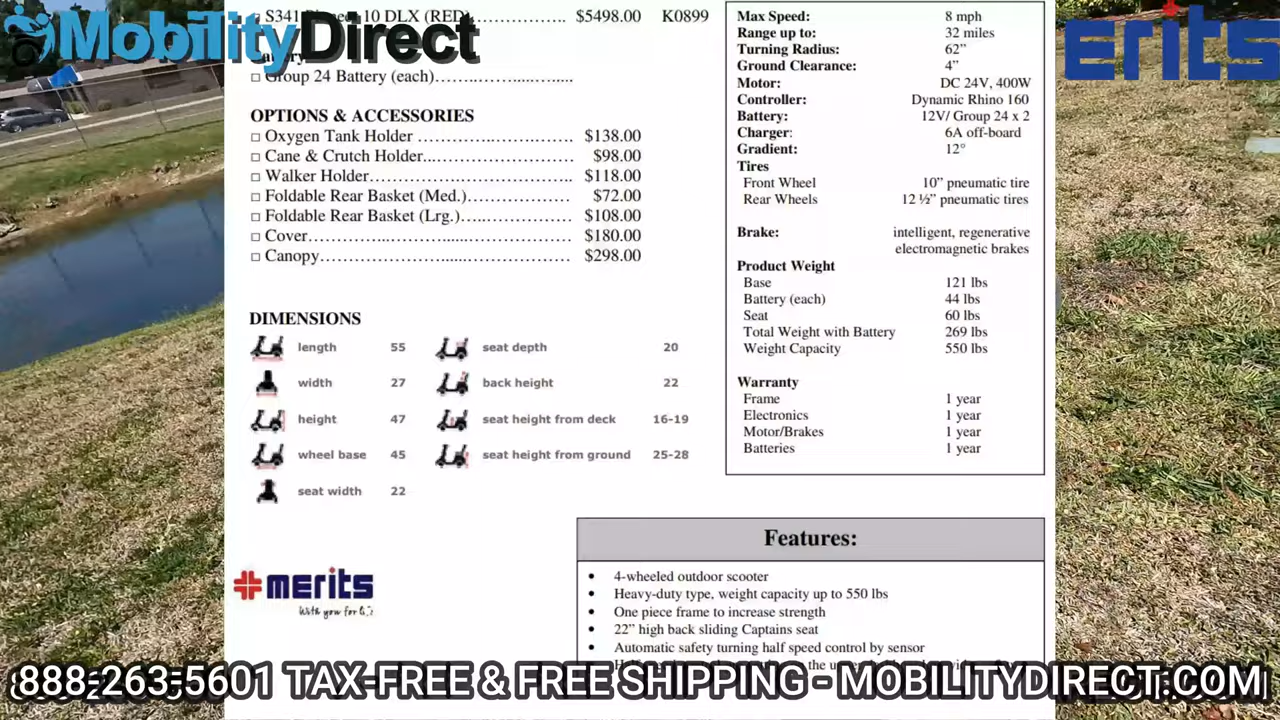 MobilityDirect
erits
□ S341 10 DLX (RED)................ $5498.00 K0899
□ Group 24 Battery (each)........................
OPTIONS & ACCESSORIES
□ Oxygen Tank Holder ........................... $138.00
□ Cane & Crutch Holder........................... $98.00
□ Walker Holder.................................... $118.00
□ Foldable Rear Basket (Med.)................... $72.00
□ Foldable Rear Basket (Lrg.)..................... $108.00
□ Cover............................................... $180.00
□ Canopy............................................. $298.00
DIMENSIONS
length 55 seat depth 20
width 27 back height 22
height 47 seat height from deck 16-19
wheel base 45 seat height from ground 25-28
seat width 22
merits
With you for life
Max Speed: 8 mph
Range up to: 32 miles
Turning Radius: 62”
Ground Clearance: 4”
Motor: DC 24V, 400W
Controller: Dynamic Rhino 160
Battery: 12V/ Group 24 x 2
Charger: 6A off-board
Gradient: 12°
Tires
Front Wheel 10” pneumatic tire
Rear Wheels 12 ½” pneumatic tires
Brake: intelligent, regenerative
electromagnetic brakes
Product Weight
Base 121 lbs
Battery (each) 44 lbs
Seat 60 lbs
Total Weight with Battery 269 lbs
Weight Capacity 550 lbs
Warranty
Frame 1 year
Electronics 1 year
Motor/Brakes 1 year
Batteries 1 year
Features:
• 4-wheeled outdoor scooter
• Heavy-duty type, weight capacity up to 550 lbs
• One piece frame to increase strength
• 22” high back sliding Captains seat
• Automatic safety turning half speed control by sensor
888-263-5601 TAX-FREE & FREE SHIPPING - MOBILITYDIRECT.COM